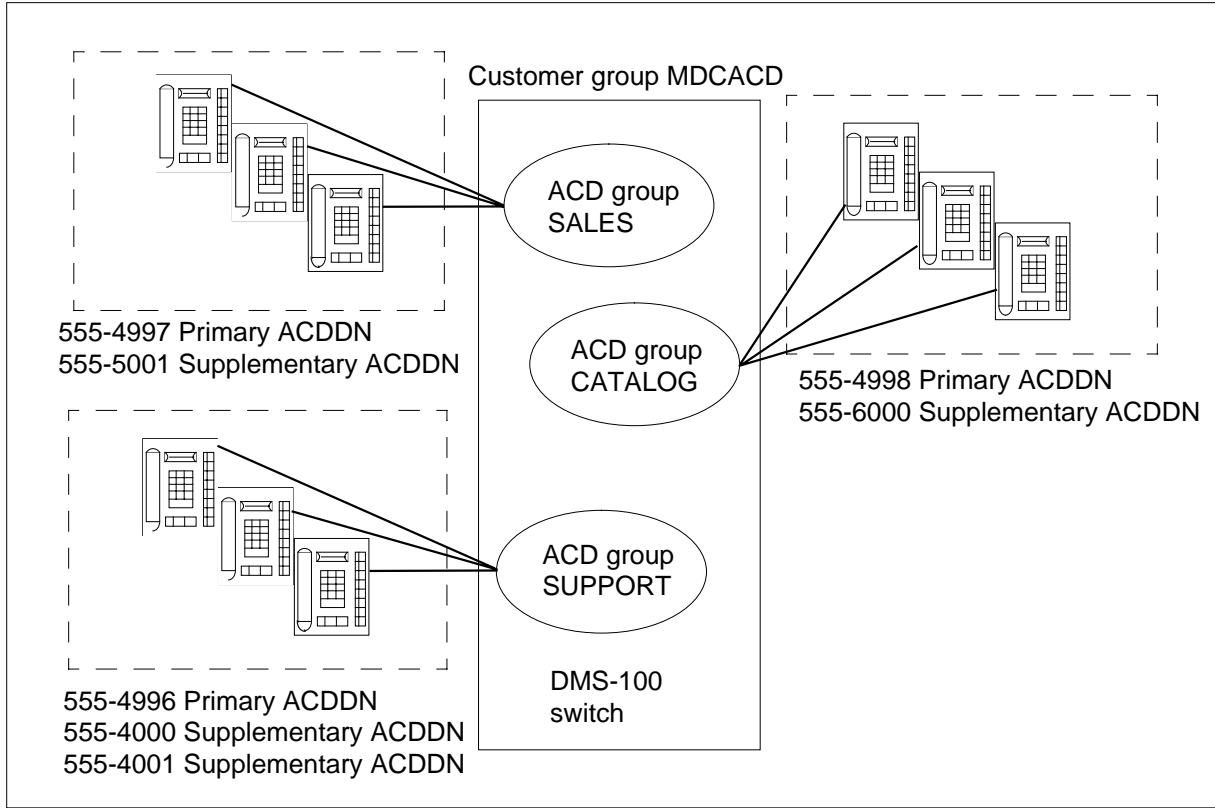 Customer group MDCACD
ACD group
SALES
555-4997 Primary ACDDN
555-5001 Supplementary ACDDN
ACD group
CATALOG
555-4998 Primary ACDDN
555-6000 Supplementary ACDDN
ACD group
SUPPORT
555-4996 Primary ACDDN
555-4000 Supplementary ACDDN
555-4001 Supplementary ACDDN
DMS-100
switch